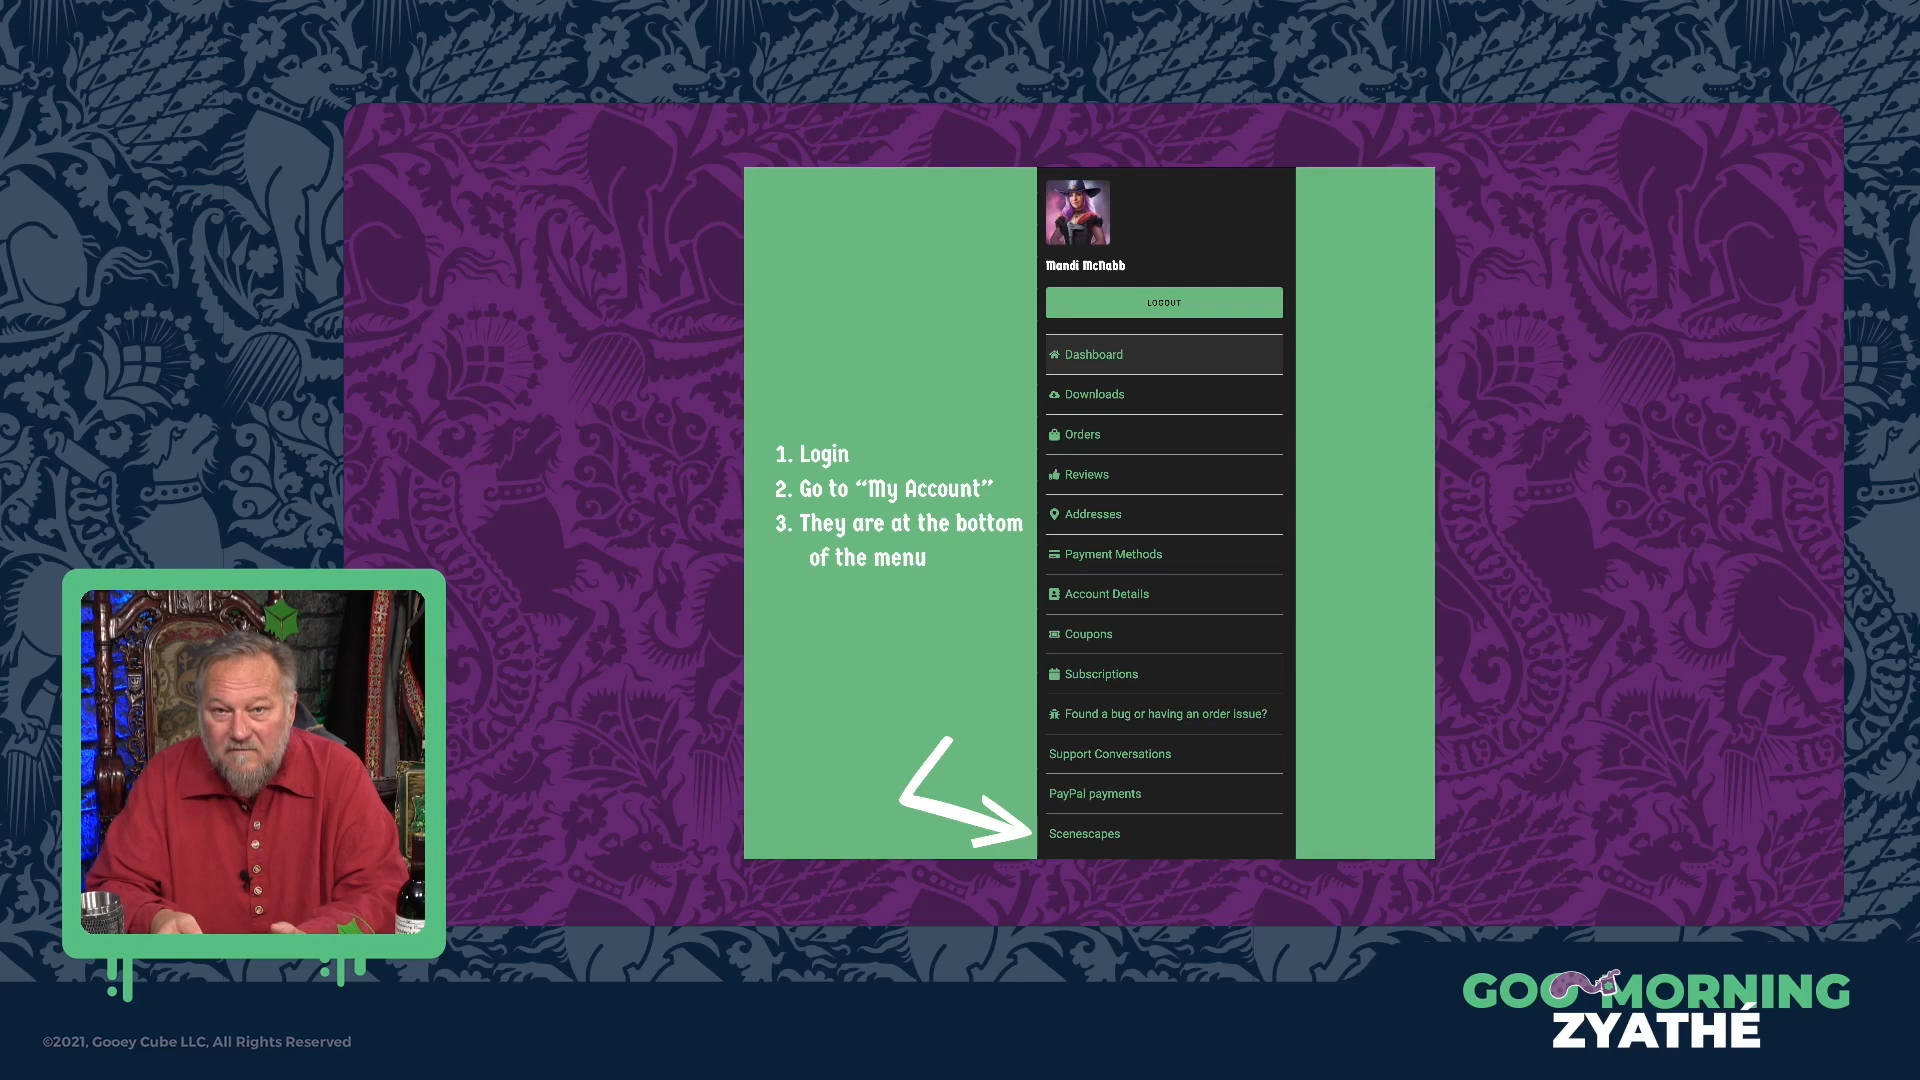 Mandi McNabb
LOGOUT
Dashboard
Downloads
Orders
Reviews
Addresses
Payment Methods
Account Details
Coupons
Subscriptions
Found a bug or having an order issue?
Support Conversations
PayPal payments
Scenescapes
1. Login
2. Go to “My Account”
3. They are at the bottom
of the menu
GOO MORNING
ZYATHÉ
©2021, Gooey Cube LLC, All Rights Reserved